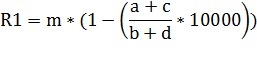 R1 = m * (1 − (a + c / b + d * 10000))